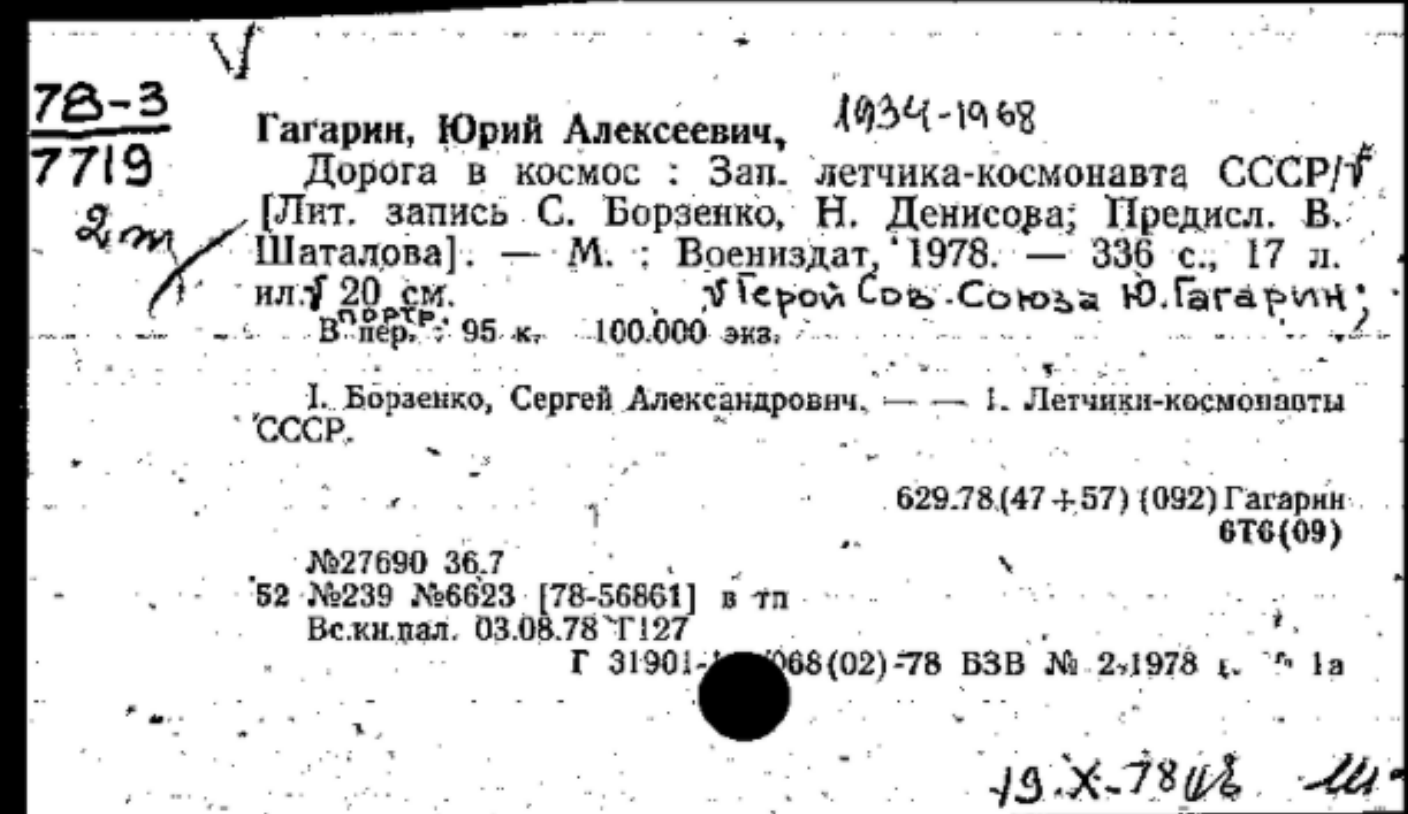 V
78-3
7719
2 т
Гагарин, Юрий Алексеевич, 1934-1968
Дорога в космос : Зап. летчика-космонавта СССР/V
[Лит. запись С. Борзенко, Н. Денисова; Предисл. В.
Шаталова]. — М. : Воениздат, 1978. — 336 с., 17 л.
ил.V 20 см. V Герой Сов. Союза Ю. Гагарин;
портр.
В пер. : 95 к. 100.000 экз.
I. Борзенко, Сергей Александрович. — — 1. Летчики-космонавты
СССР.
629.78.(47+57) (092) Гагарин
6Т6(09)
№27690 36.7
52 №239 №6623 [78-56861] в тп
Вс.кн.пал. 03.08.78 Г127
Г 31901- 068(02)-78 БЗВ № 2-1978 1а
19.X.78